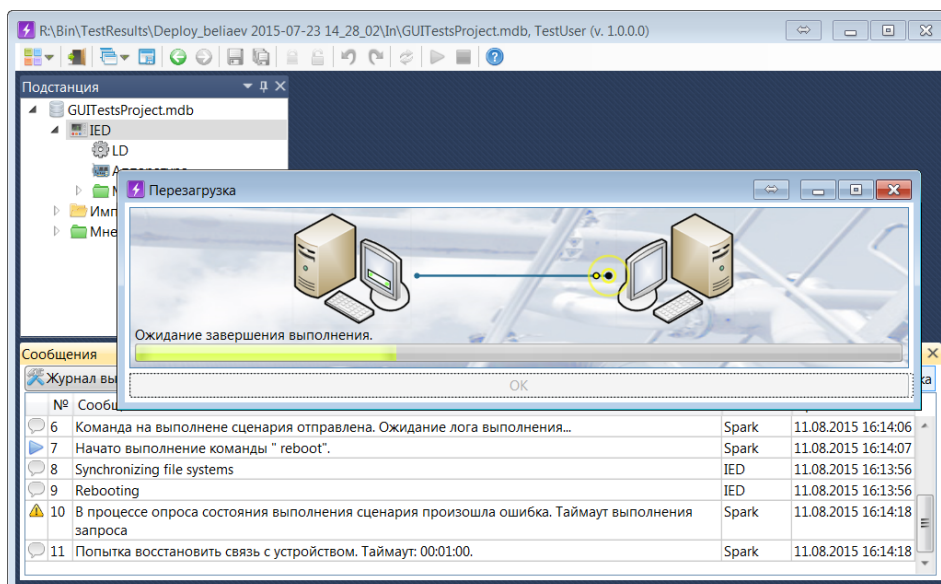 R:\Bin\TestResults\Deploy_beliaev 2015-07-23 14_28_02\In\GUITestsProject.mdb, TestUser (v. 1.0.0.0)
Подстанция
GUITestsProject.mdb
IED
LD
Перезагрузка
Имп
Мне
Ожидание завершения выполнения.
OK
Сообщения
Журнал вы
№ Сообщ
6 Команда на выполнене сценария отправлена. Ожидание лога выполнения... Spark 11.08.2015 16:14:06
7 Начато выполнение команды " reboot". Spark 11.08.2015 16:14:07
8 Synchronizing file systems IED 11.08.2015 16:13:56
9 Rebooting IED 11.08.2015 16:13:56
10 В процессе опроса состояния выполнения сценария произошла ошибка. Таймаут выполнения Spark 11.08.2015 16:14:18
запроса
11 Попытка восстановить связь с устройством. Таймаут: 00:01:00. Spark 11.08.2015 16:14:18